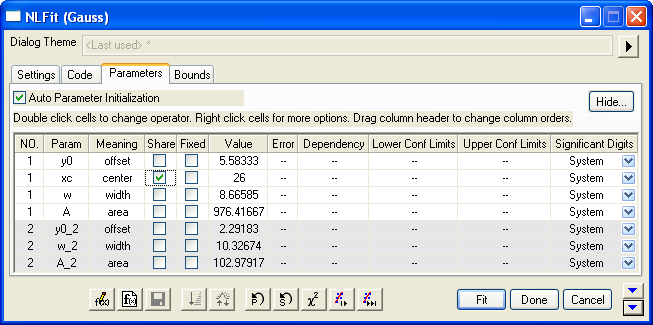 NLFit (Gauss)
Dialog Theme <Last used> *
Settings Code Parameters Bounds
Auto Parameter Initialization
Hide...
Double click cells to change operator. Right click cells for more options. Drag column header to change column orders.
NO. Param Meaning Share Fixed Value Error Dependency Lower Conf Limits Upper Conf Limits Significant Digits
1 y0 offset 5.58333 -- -- -- -- System
1 xc center 26 -- -- -- -- System
1 w width 8.66585 -- -- -- -- System
1 A area 976.41667 -- -- -- -- System
2 y0_2 offset 2.29183 -- -- -- -- System
2 w_2 width 10.32674 -- -- -- -- System
2 A_2 area 102.97917 -- -- -- -- System
Fit Done Cancel